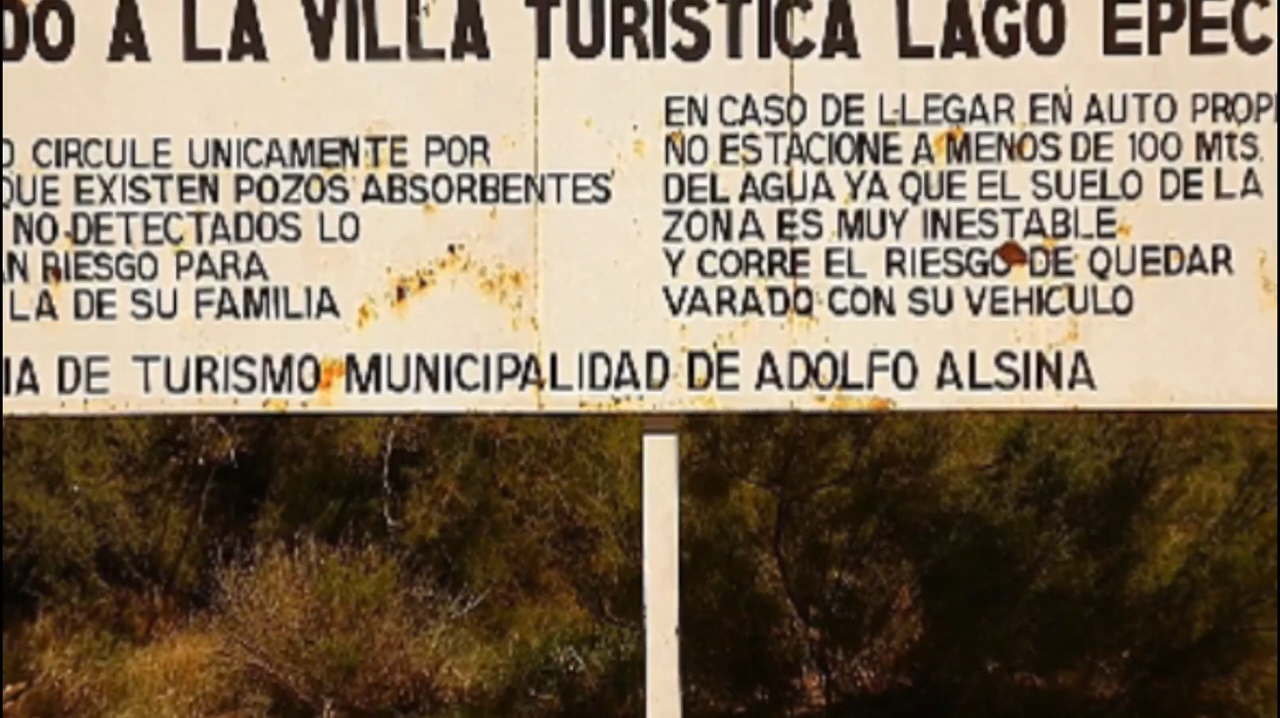 DO A LA VILLA TURISTICA LAGO EPEC
O CIRCULE UNICAMENTE POR
QUE EXISTEN POZOS ABSORBENTES
NO DETECTADOS LO
AN RIESGO PARA
LA DE SU FAMILIA
EN CASO DE LLEGAR EN AUTO PROPI
NO ESTACIONE A MENOS DE 100 Mts.
DEL AGUA YA QUE EL SUELO DE LA
ZONA ES MUY INESTABLE
Y CORRE EL RIESGO DE QUEDAR
VARADO CON SU VEHICULO
IA DE TURISMO MUNICIPALIDAD DE ADOLFO ALSINA